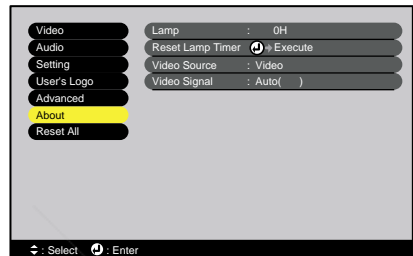 Video
Audio
Setting
User's Logo
Advanced
About
Reset All
Lamp : 0H
Reset Lamp Timer Execute
Video Source : Video
Video Signal : Auto( )
: Select : Enter